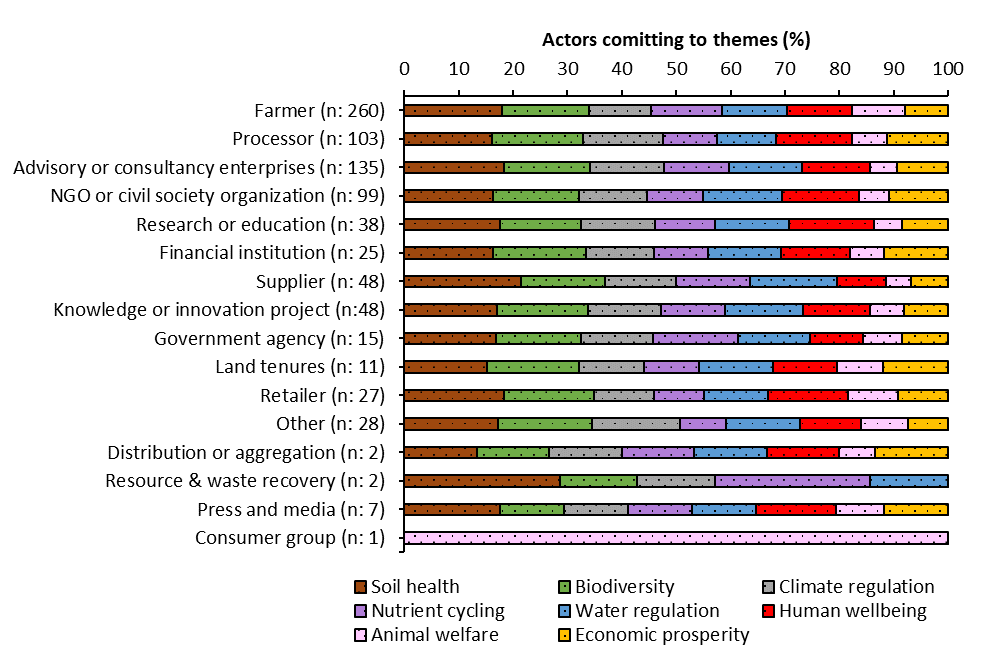 Actors comitting to themes (%)
0 10 20 30 40 50 60 70 80 90 100
Farmer (n: 260)
Processor (n: 103)
Advisory or consultancy enterprises (n: 135)
NGO or civil society organization (n: 99)
Research or education (n: 38)
Financial institution (n: 25)
Supplier (n: 48)
Knowledge or innovation project (n:48)
Government agency (n: 15)
Land tenures (n: 11)
Retailer (n: 27)
Other (n: 28)
Distribution or aggregation (n: 2)
Resource & waste recovery (n: 2)
Press and media (n: 7)
Consumer group (n: 1)
Soil health Biodiversity Climate regulation
Nutrient cycling Water regulation Human wellbeing
Animal welfare Economic prosperity